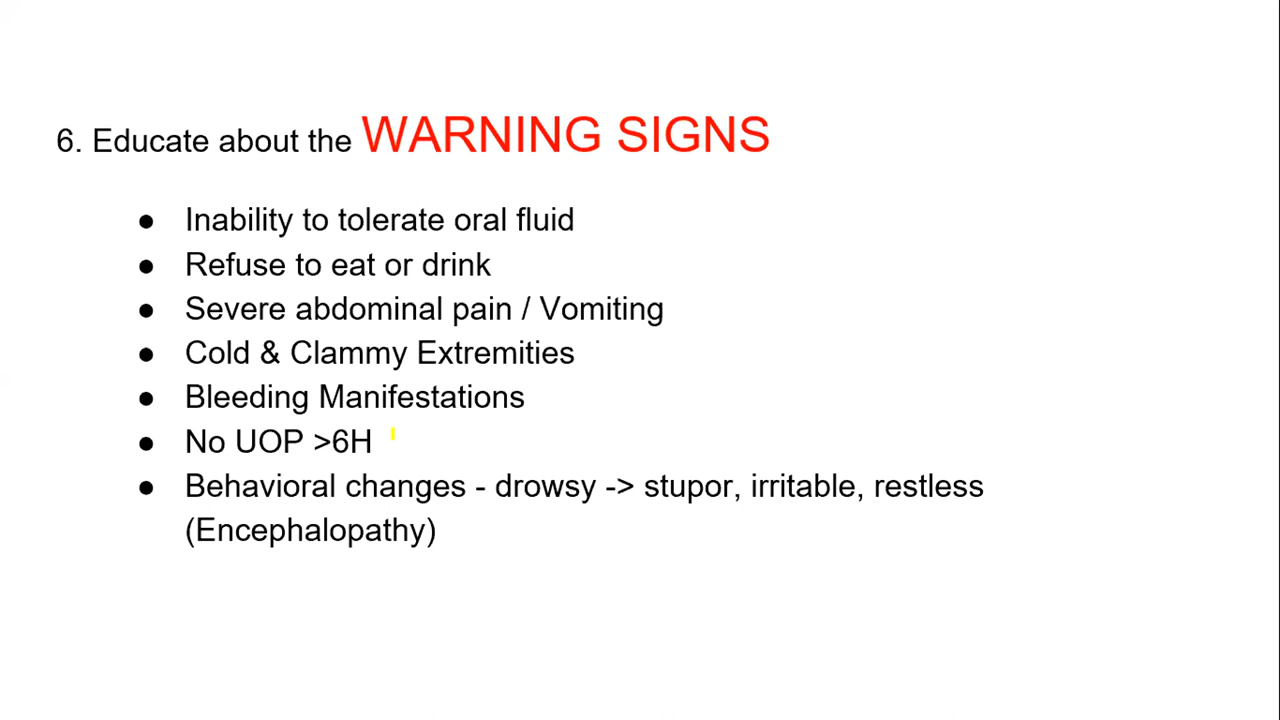 6. Educate about the WARNING SIGNS
● Inability to tolerate oral fluid
● Refuse to eat or drink
● Severe abdominal pain / Vomiting
● Cold & Clammy Extremities
● Bleeding Manifestations
● No UOP >6H
● Behavioral changes - drowsy -> stupor, irritable, restless
(Encephalopathy)